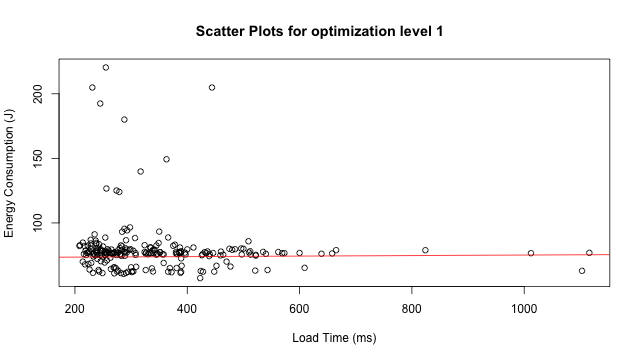 Scatter Plots for optimization level 1
Energy Consumption (J)
200
150
100
200 400 600 800 1000
Load Time (ms)